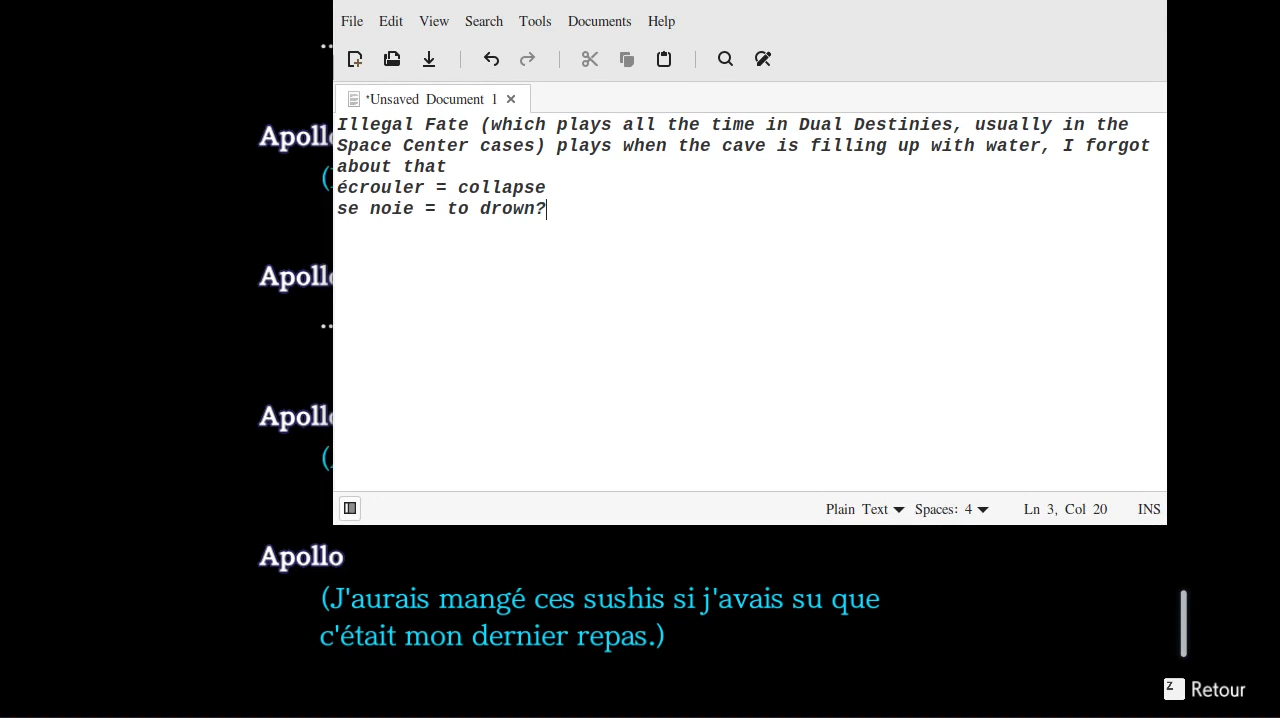 File Edit View Search Tools Documents Help
*Unsaved Document 1
Illegal Fate (which plays all the time in Dual Destinies, usually in the
Space Center cases) plays when the cave is filling up with water, I forgot
about that
écrouler = collapse
se noie = to drown?
Plain Text Spaces: 4 Ln 3, Col 20 INS
..
Apollo
(
Apollo
..
Apollo
(
Apollo
(J'aurais mangé ces sushis si j'avais su que
c'était mon dernier repas.)
Z Retour